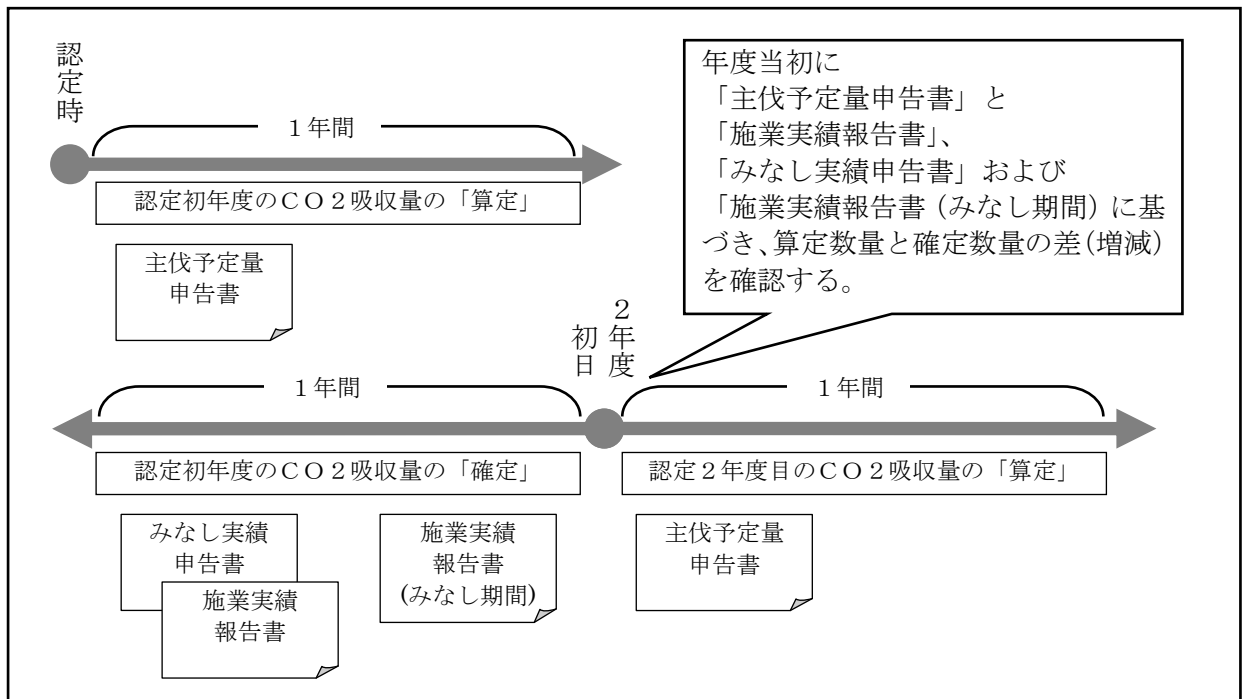 認定時
1年間
認定初年度のCO2吸収量の「算定」
主伐予定量
申告書
年度当初に
「主伐予定量申告書」と
「施業実績報告書」、
「みなし実績申告書」および
「施業実績報告書(みなし期間)に基
づき、算定数量と確定数量の差(増減)
を確認する。
2年度
初日
1年間
1年間
認定初年度のCO2吸収量の「確定」
認定2年度目のCO2吸収量の「算定」
みなし実績
申告書
施業実績
報告書
施業実績
報告書
(みなし期間)
主伐予定量
申告書